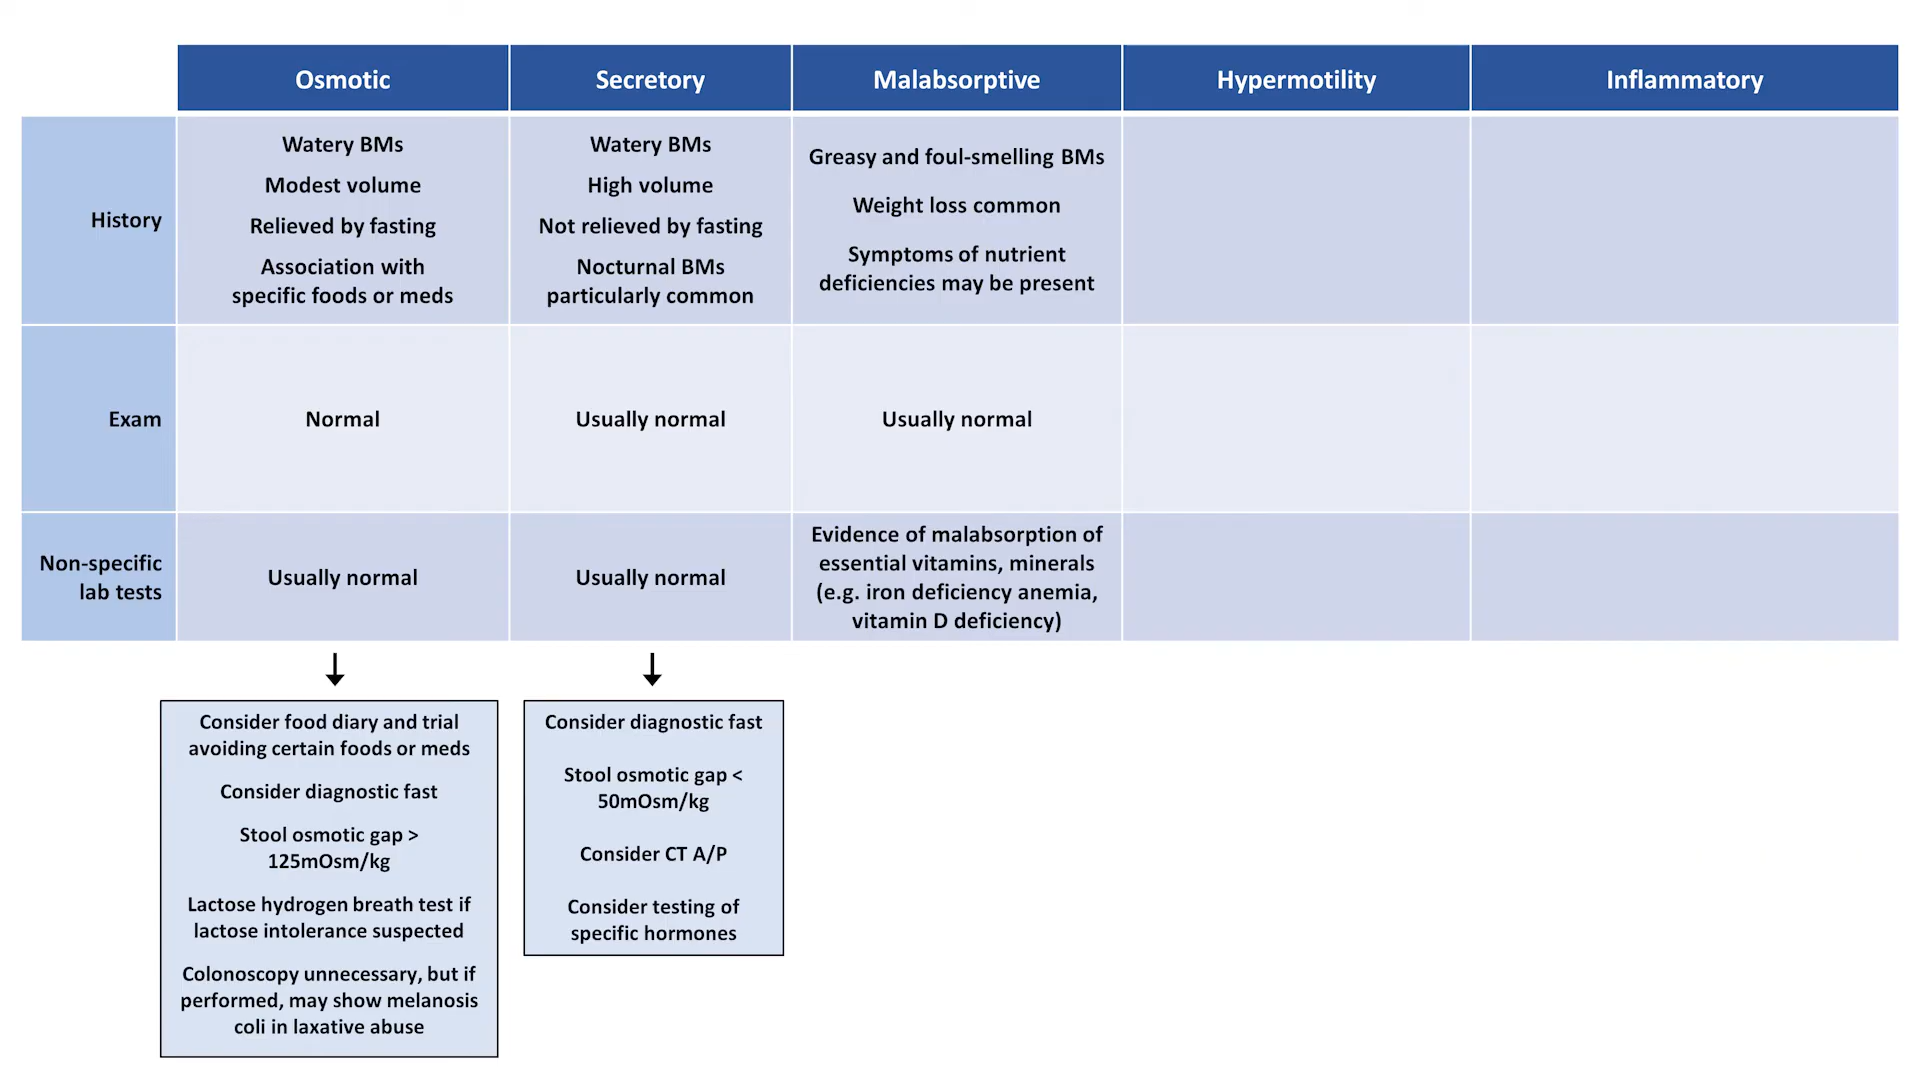 Osmotic
Secretory
Malabsorptive
Hypermotility
Inflammatory
History
Watery BMs
Modest volume
Relieved by fasting
Association with
specific foods or meds
Watery BMs
High volume
Not relieved by fasting
Nocturnal BMs
particularly common
Greasy and foul-smelling BMs
Weight loss common
Symptoms of nutrient
deficiencies may be present
Exam
Normal
Usually normal
Usually normal
Non-specific
lab tests
Usually normal
Usually normal
Evidence of malabsorption of
essential vitamins, minerals
(e.g. iron deficiency anemia,
vitamin D deficiency)
Consider food diary and trial
avoiding certain foods or meds
Consider diagnostic fast
Stool osmotic gap >
125mOsm/kg
Lactose hydrogen breath test if
lactose intolerance suspected
Colonoscopy unnecessary, but if
performed, may show melanosis
coli in laxative abuse
Consider diagnostic fast
Stool osmotic gap <
50mOsm/kg
Consider CT A/P
Consider testing of
specific hormones